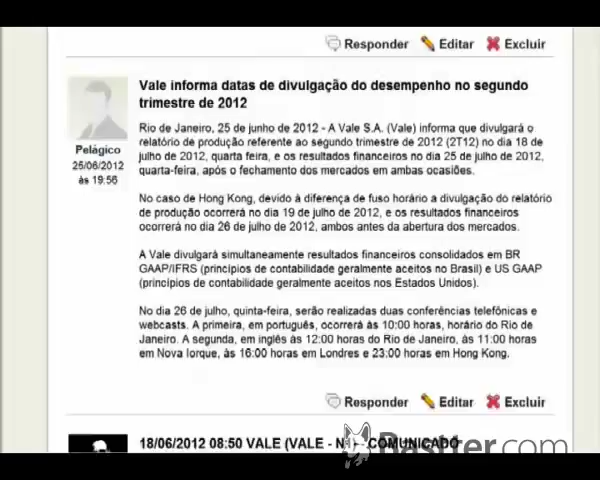 Responder Editar Excluir
Vale informa datas de divulgação do desempenho no segundo
trimestre de 2012
Rio de Janeiro, 25 de junho de 2012 - A Vale S.A. (Vale) informa que divulgará o
relatório de produção referente ao segundo trimestre de 2012 (2T12) no dia 18 de
julho de 2012, quarta feira, e os resultados financeiros no dia 25 de julho de 2012,
quarta-feira, após o fechamento dos mercados em ambas ocasiões.
Pelágico
25/06/2012
às 19:56
No caso de Hong Kong, devido à diferença de fuso horário a divulgação do relatório
de produção ocorrerá no dia 19 de julho de 2012, e os resultados financeiros
ocorrerá no dia 26 de julho de 2012, ambos antes da abertura dos mercados.
A Vale divulgará simultaneamente resultados financeiros consolidados em BR
GAAP/IFRS (princípios de contabilidade geralmente aceitos no Brasil) e US GAAP
(princípios de contabilidade geralmente aceitos nos Estados Unidos).
No dia 26 de julho, quinta-feira, serão realizadas duas conferências telefônicas e
webcasts. A primeira, em português, ocorrerá às 10:00 horas, horário do Rio de
Janeiro. A segunda, em inglês às 12:00 horas do Rio de Janeiro, às 11:00 horas
em Nova Iorque, às 16:00 horas em Londres e 23:00 horas em Hong Kong.
Responder Editar Excluir
18/06/2012 08:50 VALE (VALE - COMUNICADO
Bastter.com